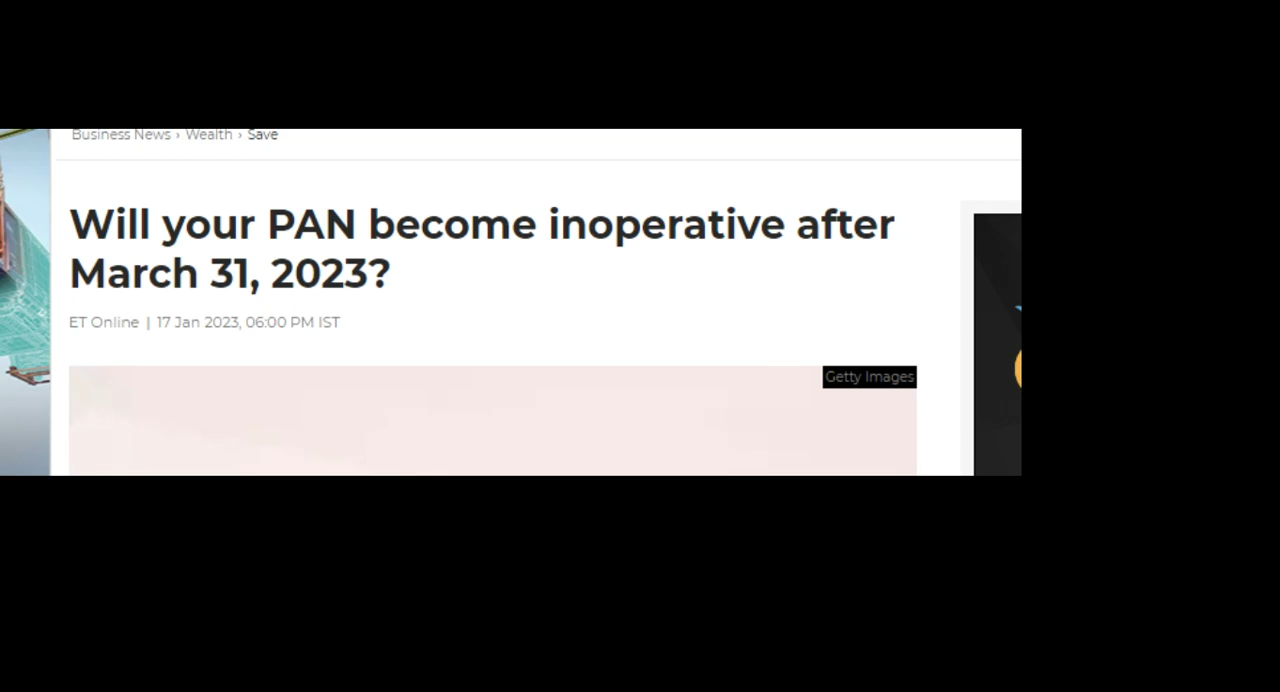 Business News › Wealth › Save
Will your PAN become inoperative after
March 31, 2023?
ET Online | 17 Jan 2023, 06:00 PM IST
Getty Images